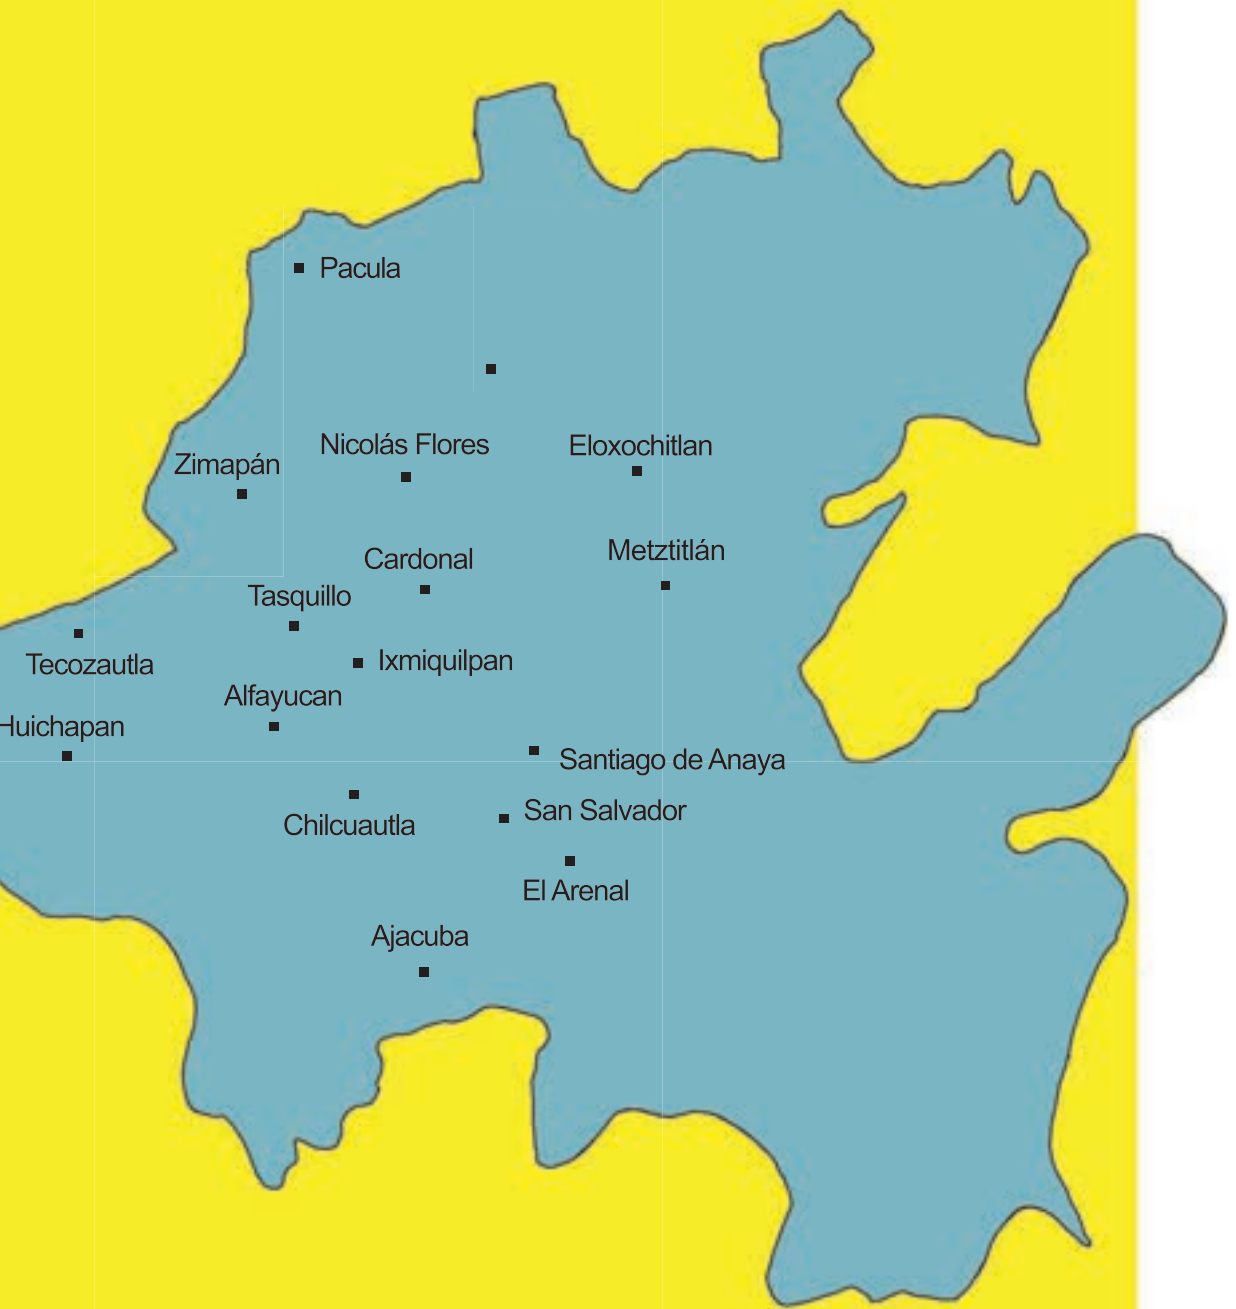 Pacula
Nicolás Flores
Eloxochitlan
Zimapán
Metztitlán
Cardonal
Tasquillo
Ixmiquilpan
Tecozautla
Alfayucan
Huichapan
Santiago de Anaya
San Salvador
Chilcuautla
El Arenal
Ajacuba